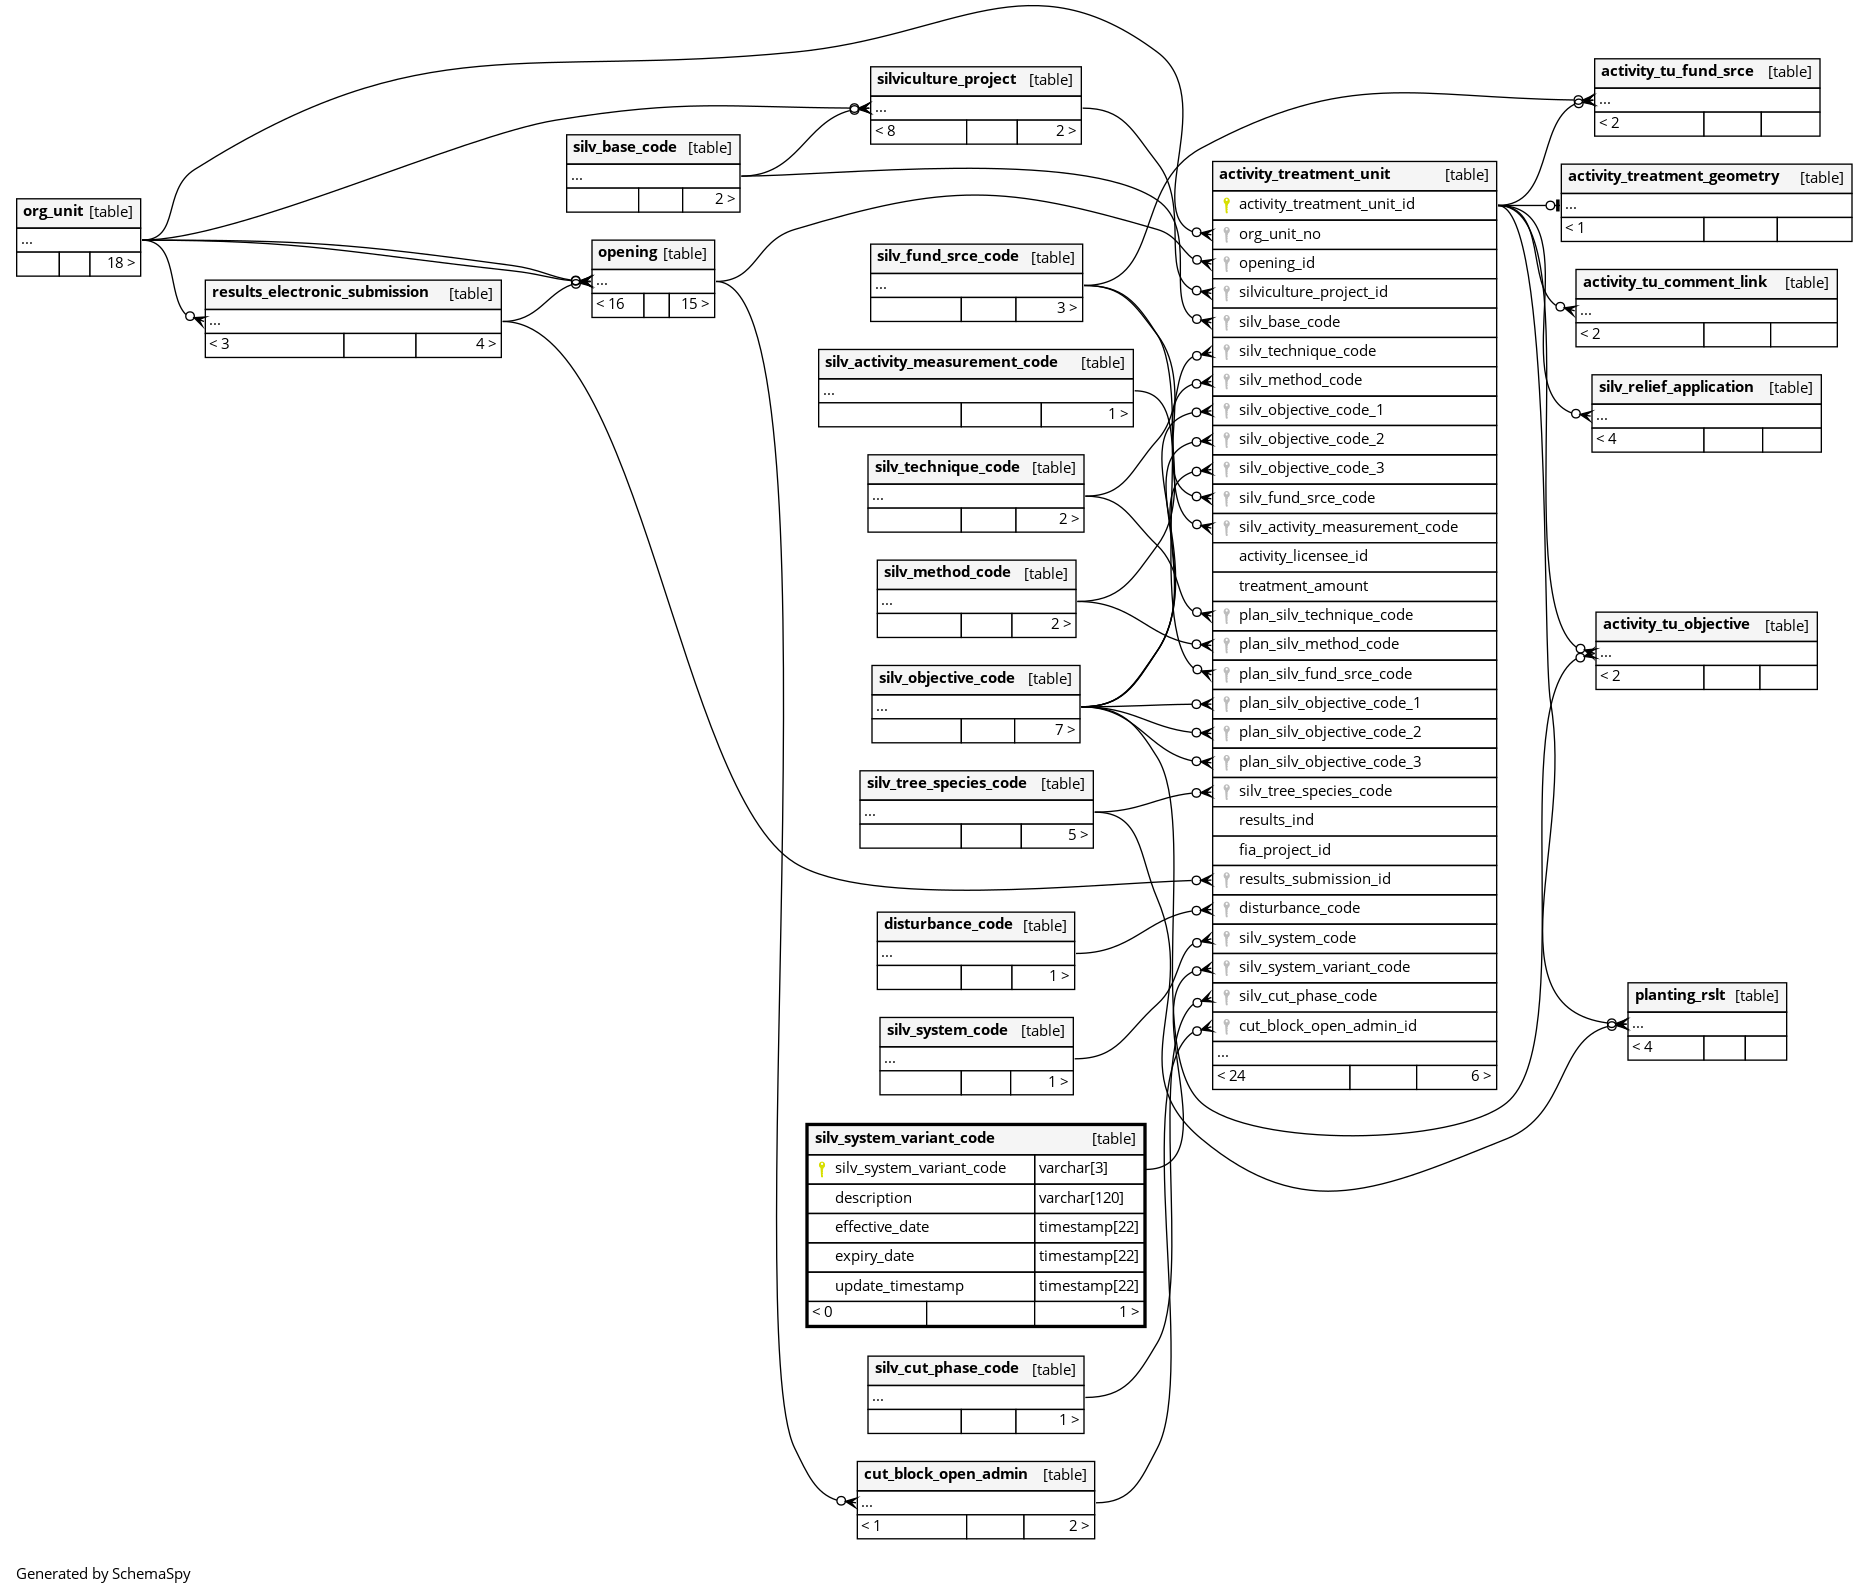 silviculture_project [table]
...
< 8 2 >
silv_base_code [table]
...
2 >
org_unit [table]
...
18 >
opening [table]
...
< 16 15 >
results_electronic_submission [table]
...
< 3 4 >
silv_fund_srce_code [table]
...
3 >
silv_activity_measurement_code [table]
...
1 >
silv_technique_code [table]
...
2 >
silv_method_code [table]
...
2 >
silv_objective_code [table]
...
7 >
silv_tree_species_code [table]
...
5 >
disturbance_code [table]
...
1 >
silv_system_code [table]
...
1 >
silv_system_variant_code [table]
silv_system_variant_code varchar[3]
description varchar[120]
effective_date timestamp[22]
expiry_date timestamp[22]
update_timestamp timestamp[22]
< 0 1 >
silv_cut_phase_code [table]
...
1 >
cut_block_open_admin [table]
...
< 1 2 >
activity_treatment_unit [table]
activity_treatment_unit_id
org_unit_no
opening_id
silviculture_project_id
silv_base_code
silv_technique_code
silv_method_code
silv_objective_code_1
silv_objective_code_2
silv_objective_code_3
silv_fund_srce_code
silv_activity_measurement_code
activity_licensee_id
treatment_amount
plan_silv_technique_code
plan_silv_method_code
plan_silv_fund_srce_code
plan_silv_objective_code_1
plan_silv_objective_code_2
plan_silv_objective_code_3
silv_tree_species_code
results_ind
fia_project_id
results_submission_id
disturbance_code
silv_system_code
silv_system_variant_code
silv_cut_phase_code
cut_block_open_admin_id
...
< 24 6 >
activity_tu_fund_srce [table]
...
< 2
activity_treatment_geometry [table]
...
< 1
activity_tu_comment_link [table]
...
< 2
silv_relief_application [table]
...
< 4
activity_tu_objective [table]
...
< 2
planting_rslt [table]
...
< 4
Generated by SchemaSpy